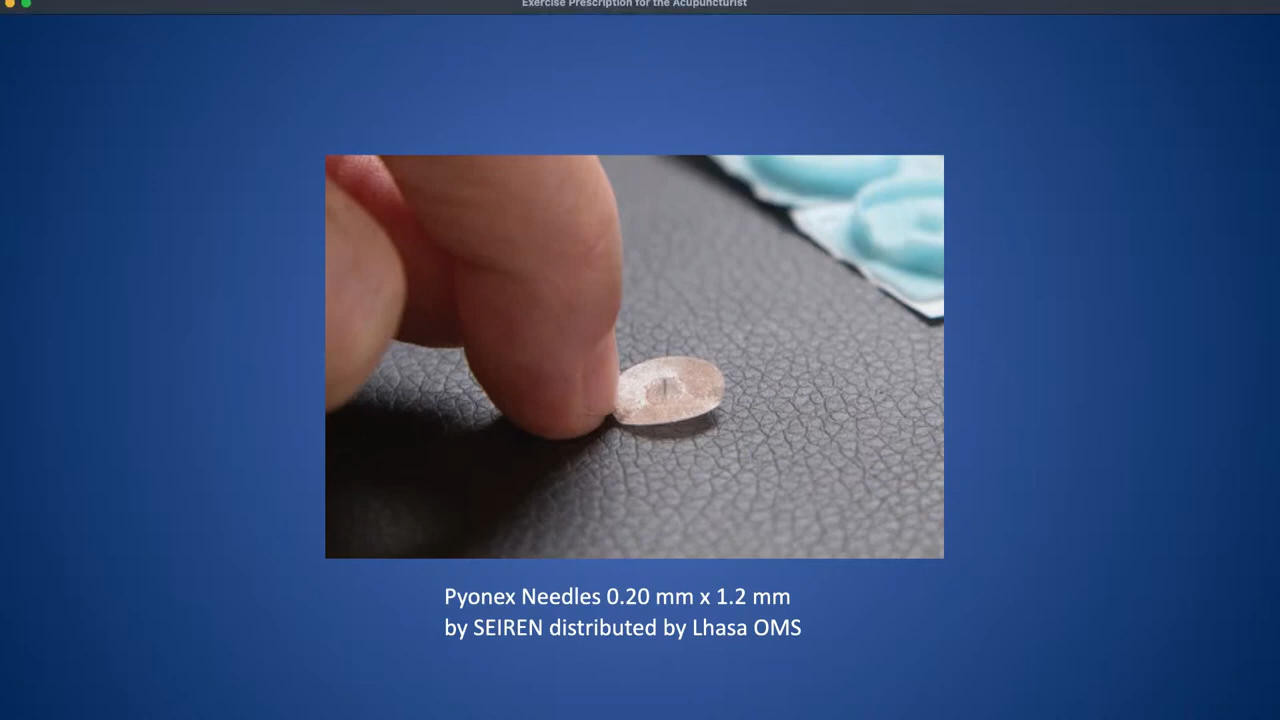 Exercise Prescription for the Acupuncturist
Pyonex Needles 0.20 mm x 1.2 mm
by SEIREN distributed by Lhasa OMS